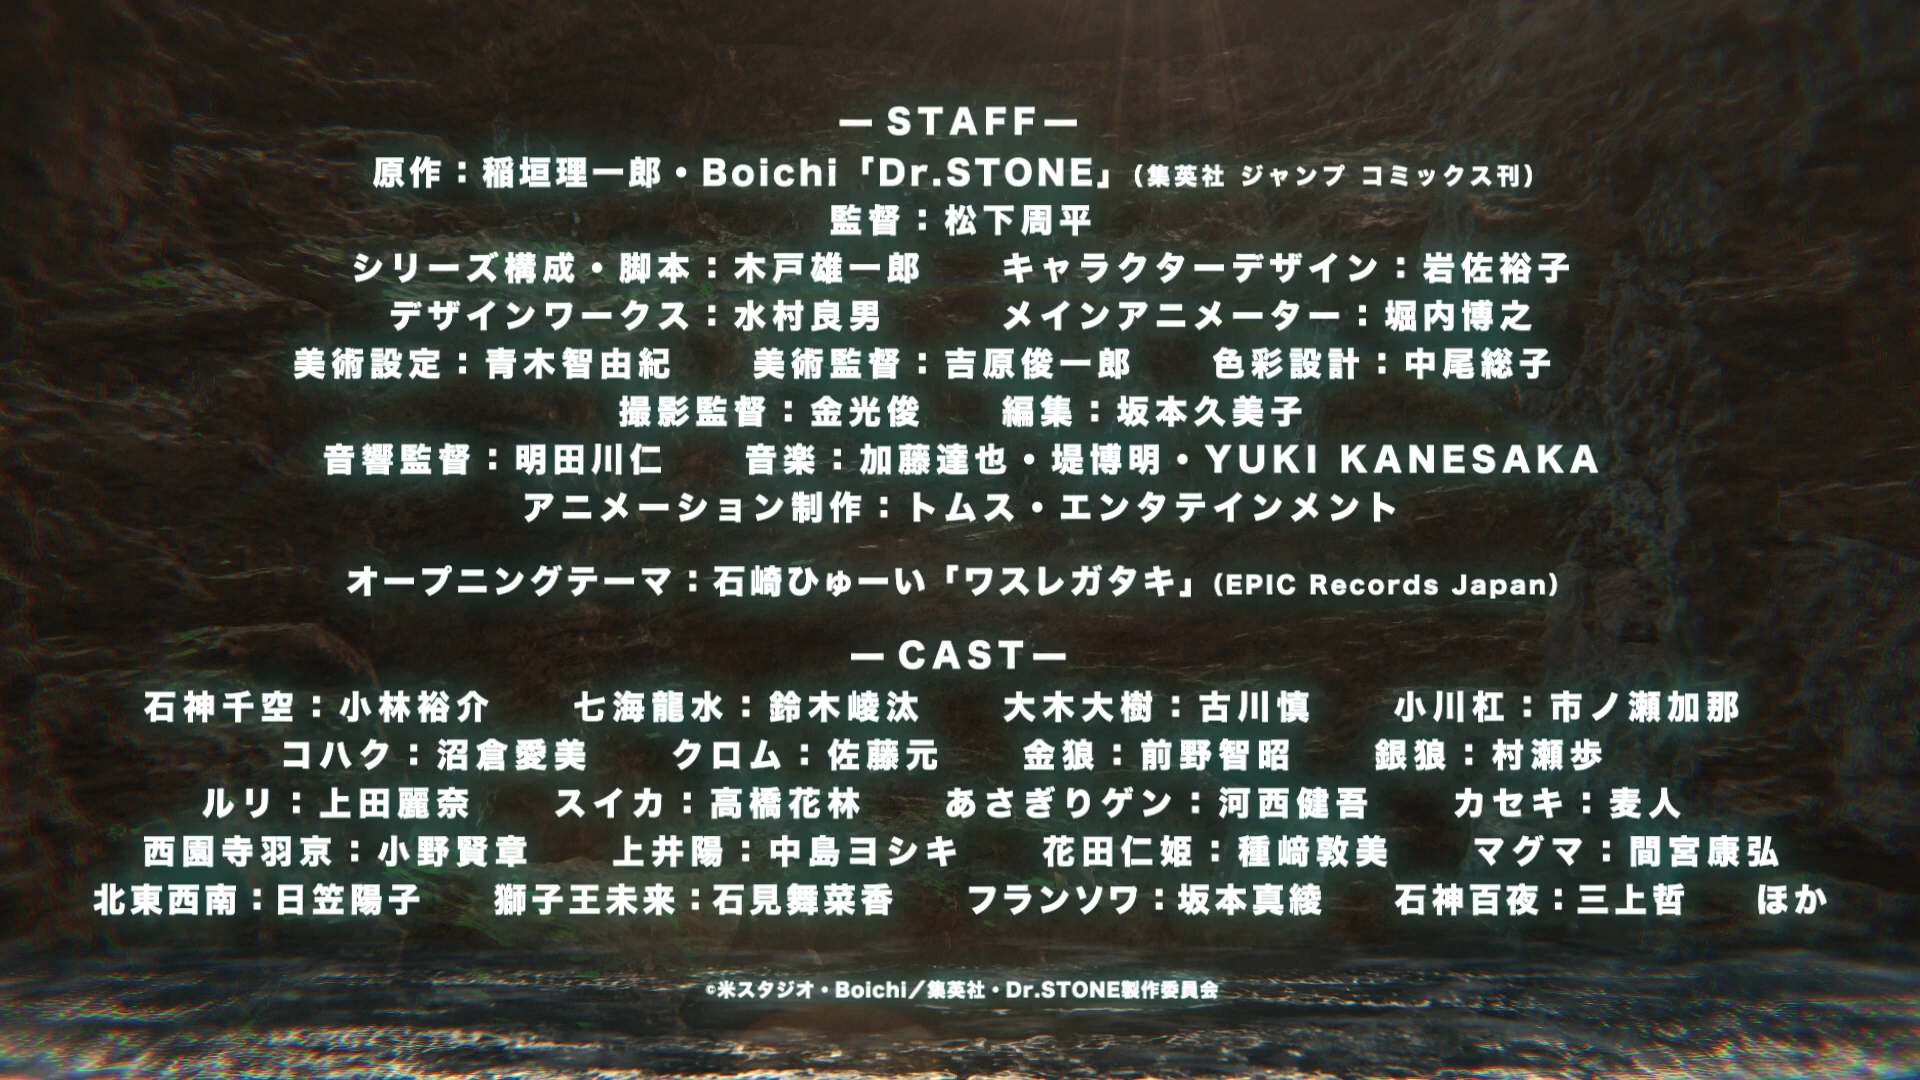 — STAFF —
原作：稲垣理一郎・Boichi「Dr.STONE」（集英社 ジャンプ コミックス刊）
監督：松下周平
シリーズ構成・脚本：木戸雄一郎　キャラクターデザイン：岩佐裕子
デザインワークス：水村良男　メインアニメーター：堀内博之
美術設定：青木智由紀　美術監督：吉原俊一郎　色彩設計：中尾総子
撮影監督：金光俊　編集：坂本久美子
音響監督：明田川仁　音楽：加藤達也・堤博明・YUKI KANESAKA
アニメーション制作：トムス・エンタテインメント
オープニングテーマ：石崎ひゅーい「ワスレガタキ」（EPIC Records Japan）
— CAST —
石神千空：小林裕介　七海龍水：鈴木崚汰　大木大樹：古川慎　小川杠：市ノ瀬加那
コハク：沼倉愛美　クロム：佐藤元　金狼：前野智昭　銀狼：村瀬歩
ルリ：上田麗奈　スイカ：高橋花林　あさぎりゲン：河西健吾　カセキ：麦人
西園寺羽京：小野賢章　上井陽：中島ヨシキ　花田仁姫：種﨑敦美　マグマ：間宮康弘
北東西南：日笠陽子　獅子王未来：石見舞菜香　フランソワ：坂本真綾　石神百夜：三上哲　ほか
©米スタジオ・Boichi／集英社・Dr.STONE製作委員会